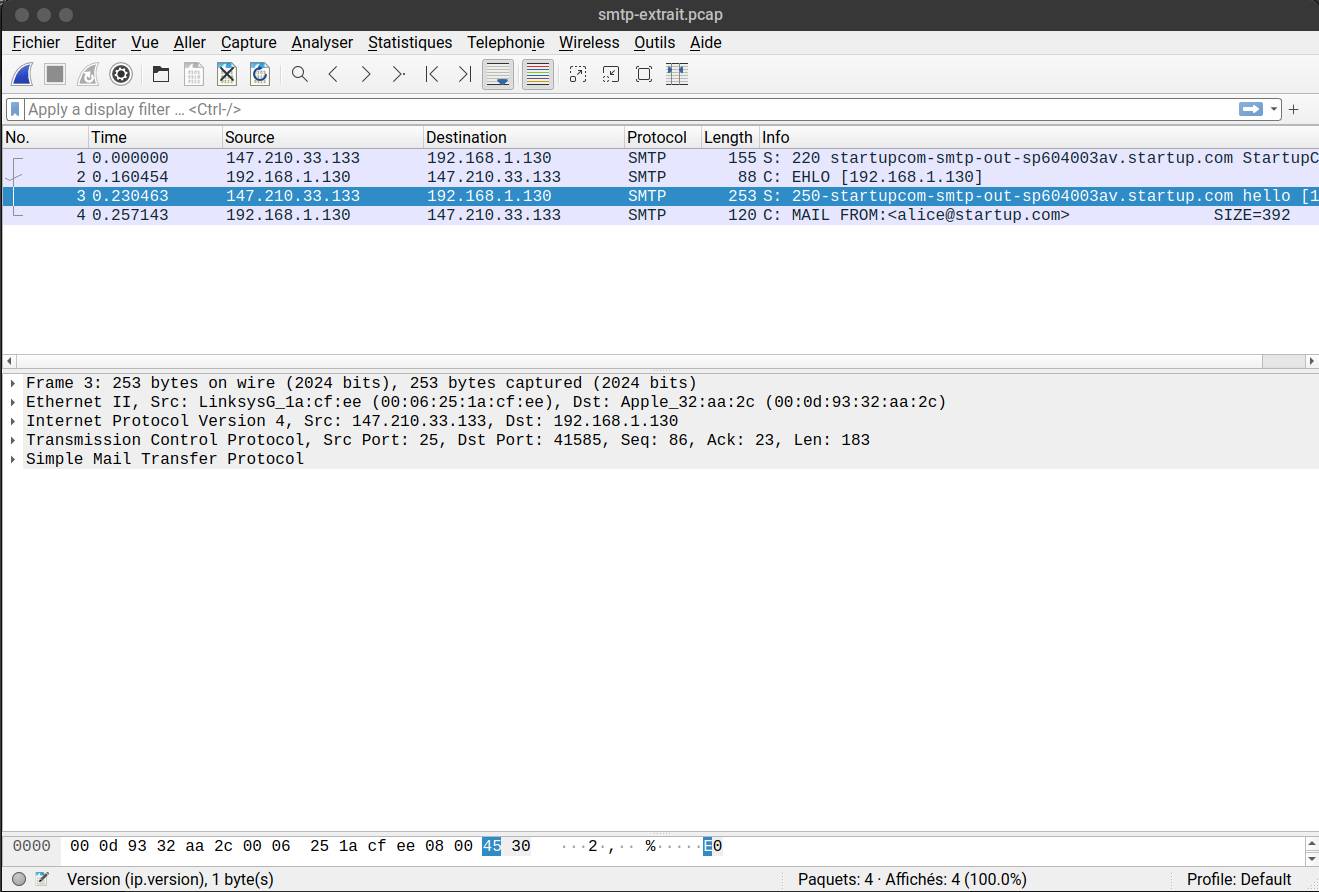 smtp-extrait.pcap
Fichier Editer Vue Aller Capture Analyser Statistiques Telephonie Wireless Outils Aide
Apply a display filter … <Ctrl-/>
No. Time Source Destination Protocol Length Info
1 0.000000 147.210.33.133 192.168.1.130 SMTP 155 S: 220 startupcom-smtp-out-sp604003av.startup.com StartupC
2 0.160454 192.168.1.130 147.210.33.133 SMTP 88 C: EHLO [192.168.1.130]
3 0.230463 147.210.33.133 192.168.1.130 SMTP 253 S: 250-startupcom-smtp-out-sp604003av.startup.com hello [1
4 0.257143 192.168.1.130 147.210.33.133 SMTP 120 C: MAIL FROM:<alice@startup.com> SIZE=392
Frame 3: 253 bytes on wire (2024 bits), 253 bytes captured (2024 bits)
Ethernet II, Src: LinksysG_1a:cf:ee (00:06:25:1a:cf:ee), Dst: Apple_32:aa:2c (00:0d:93:32:aa:2c)
Internet Protocol Version 4, Src: 147.210.33.133, Dst: 192.168.1.130
Transmission Control Protocol, Src Port: 25, Dst Port: 41585, Seq: 86, Ack: 23, Len: 183
Simple Mail Transfer Protocol
0000 00 0d 93 32 aa 2c 00 06 25 1a cf ee 08 00 45 30 ···2·,·· %·····E0
Version (ip.version), 1 byte(s) Paquets: 4 · Affichés: 4 (100.0%) Profile: Default